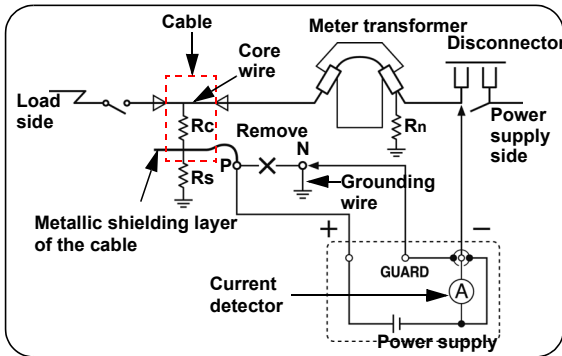 Cable
Core
wire
Meter transformer
Disconnector
Load
side
Rc
Remove
Rn
Power
supply
side
Rs
P
N
Grounding
wire
Metallic shielding layer
of the cable
+
−
GUARD
Current
detector
A
Power supply